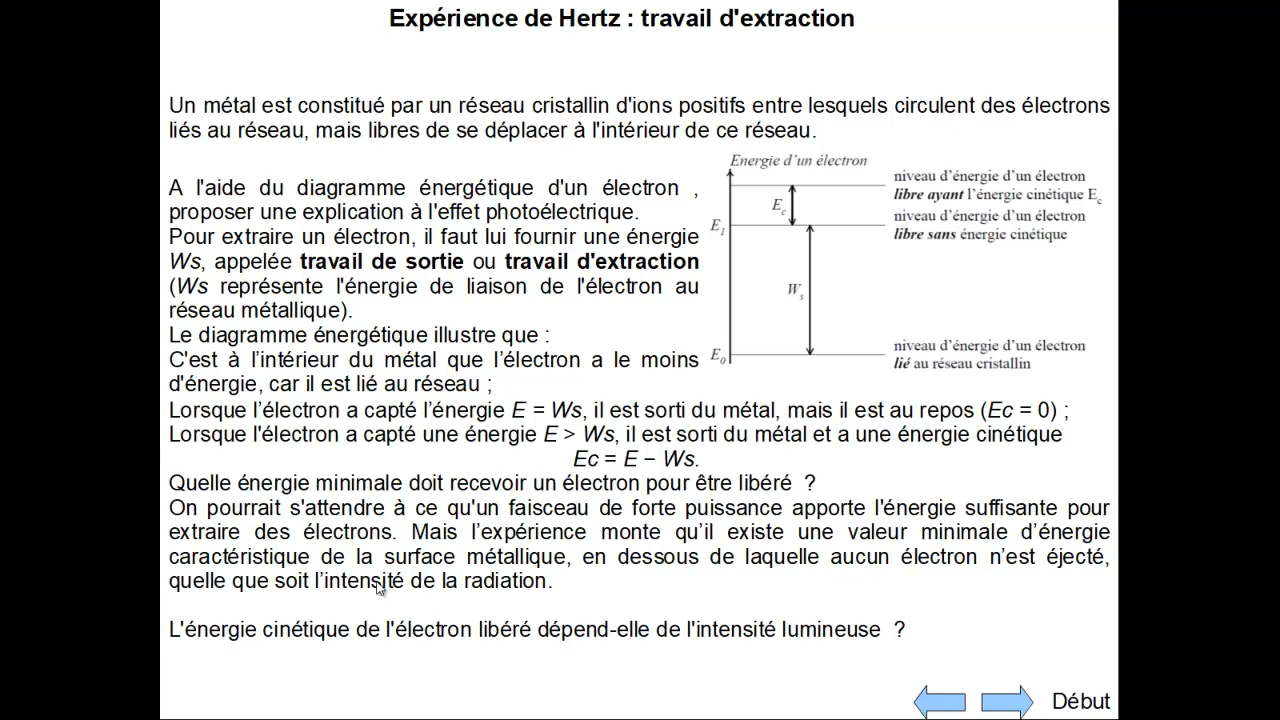 Expérience de Hertz : travail d'extraction
Un métal est constitué par un réseau cristallin d'ions positifs entre lesquels circulent des électrons
liés au réseau, mais libres de se déplacer à l'intérieur de ce réseau.
A l'aide du diagramme énergétique d'un électron ,
proposer une explication à l'effet photoélectrique.
Pour extraire un électron, il faut lui fournir une énergie
Ws, appelée travail de sortie ou travail d'extraction
(Ws représente l'énergie de liaison de l'électron au
réseau métallique).
Le diagramme énergétique illustre que :
C'est à l’intérieur du métal que l’électron a le moins
d'énergie, car il est lié au réseau ;
Energie d’un électron
niveau d’énergie d’un électron
libre ayant l’énergie cinétique Ec
Ec
niveau d’énergie d’un électron
E1
libre sans énergie cinétique
Ws
niveau d’énergie d’un électron
E0
lié au réseau cristallin
Lorsque l’électron a capté l’énergie E = Ws, il est sorti du métal, mais il est au repos (Ec = 0) ;
Lorsque l'électron a capté une énergie E > Ws, il est sorti du métal et a une énergie cinétique
Ec = E − Ws.
Quelle énergie minimale doit recevoir un électron pour être libéré ?
On pourrait s'attendre à ce qu'un faisceau de forte puissance apporte l'énergie suffisante pour
extraire des électrons. Mais l’expérience monte qu’il existe une valeur minimale d’énergie
caractéristique de la surface métallique, en dessous de laquelle aucun électron n’est éjecté,
quelle que soit l’intensité de la radiation.
L'énergie cinétique de l'électron libéré dépend-elle de l'intensité lumineuse ?
Début